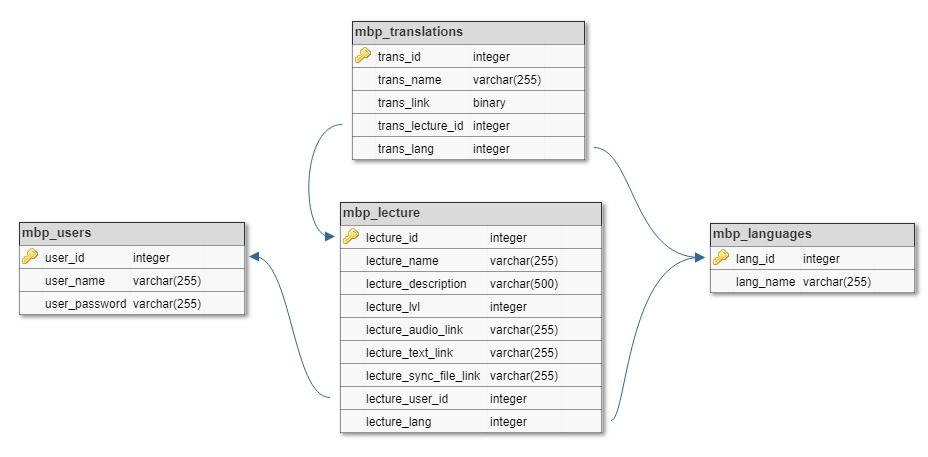 mbp_translations
trans_id integer
trans_name varchar(255)
trans_link binary
trans_lecture_id integer
trans_lang integer
mbp_users
user_id integer
user_name varchar(255)
user_password varchar(255)
mbp_lecture
lecture_id integer
lecture_name varchar(255)
lecture_description varchar(500)
lecture_lvl integer
lecture_audio_link varchar(255)
lecture_text_link varchar(255)
lecture_sync_file_link varchar(255)
lecture_user_id integer
lecture_lang integer
mbp_languages
lang_id integer
lang_name varchar(255)